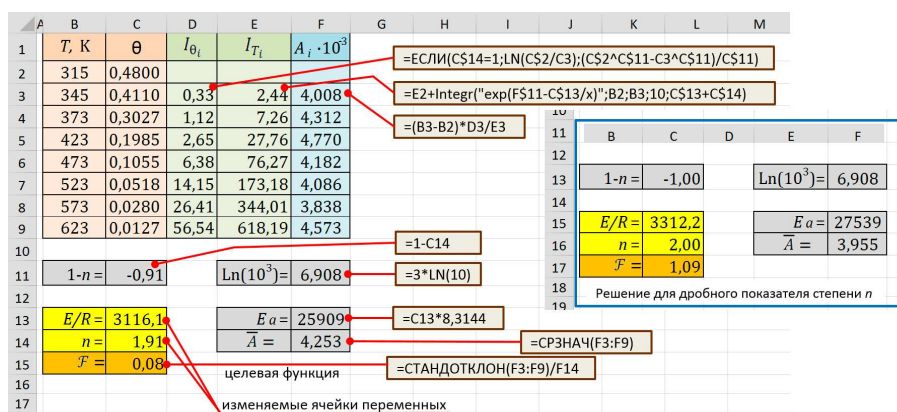 A B C D E F G H I J K L M
1 T, К θ I_θi I_Ti A_i ·10^-3
2 315 0,4800
=ЕСЛИ(C$14=1;LN(C$2/C3);(C$2^C$11-C3^C$11)/C$11)
3 345 0,4110 0,33 2,44 4,008
=E2+Integr("exp(F$11-C$13/x)";B2;B3;10;C$13+C$14)
4 373 0,3027 1,12 7,26 4,312
=(B3-B2)*D3/E3
5 423 0,1985 2,65 27,76 4,770
6 473 0,1055 6,38 76,27 4,182
7 523 0,0518 14,15 173,18 4,086
8 573 0,0280 26,41 344,01 3,838
9 623 0,0127 56,54 618,19 4,573
10
=1-C14
11 1-n = -0,91 Ln(10^3)= 6,908
=3*LN(10)
12
13 E/R = 3116,1 E a = 25909
=C13*8,3144
14 n = 1,91 A̅ = 4,253
=СРЗНАЧ(F3:F9)
15 ℱ = 0,08
целевая функция
=СТАНДОТКЛОН(F3:F9)/F14
16
17 изменяемые ячейки переменных
10
11 B C D E F
12
13 1-n = -1,00 Ln(10^3)= 6,908
14
15 E/R = 3312,2 E a = 27539
16 n = 2,00 A̅ = 3,955
17 ℱ = 1,09
18 Решение для дробного показателя степени n
19